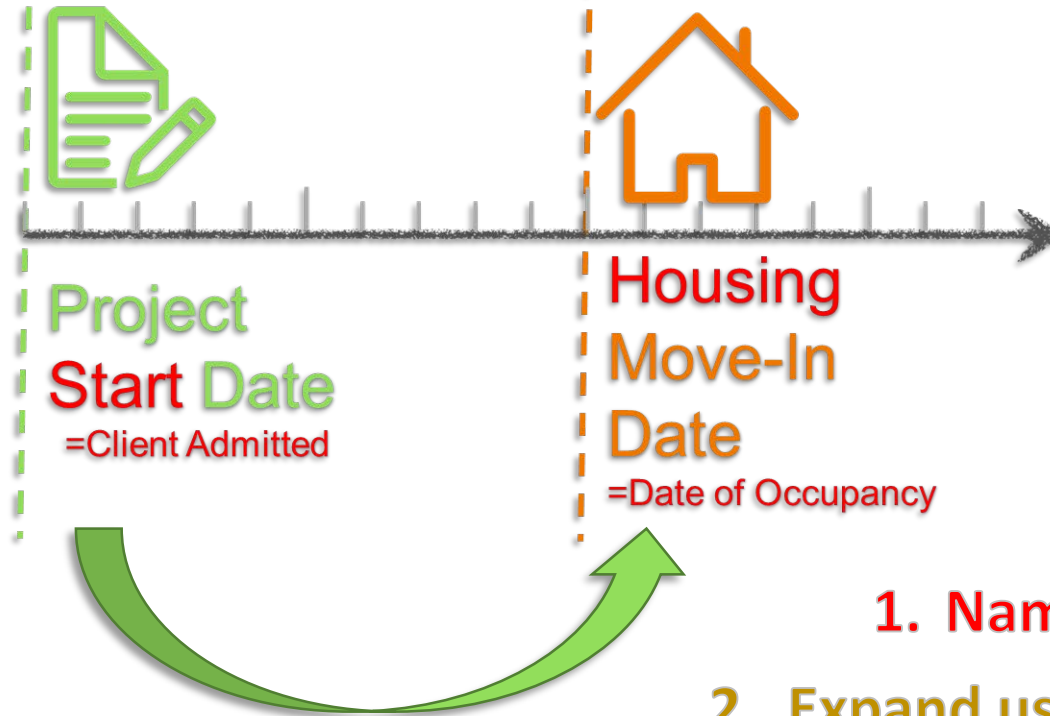 Project
Start Date
=Client Admitted
Housing
Move-In
Date
=Date of Occupancy
1. Nam
2. Expand us